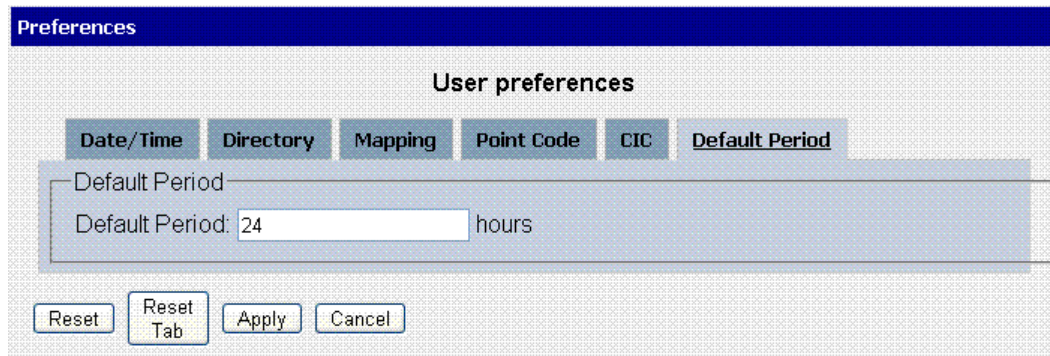 Preferences
User preferences
Date/Time Directory Mapping Point Code CIC Default Period
Default Period
Default Period: 24 hours
Reset Reset Tab Apply Cancel